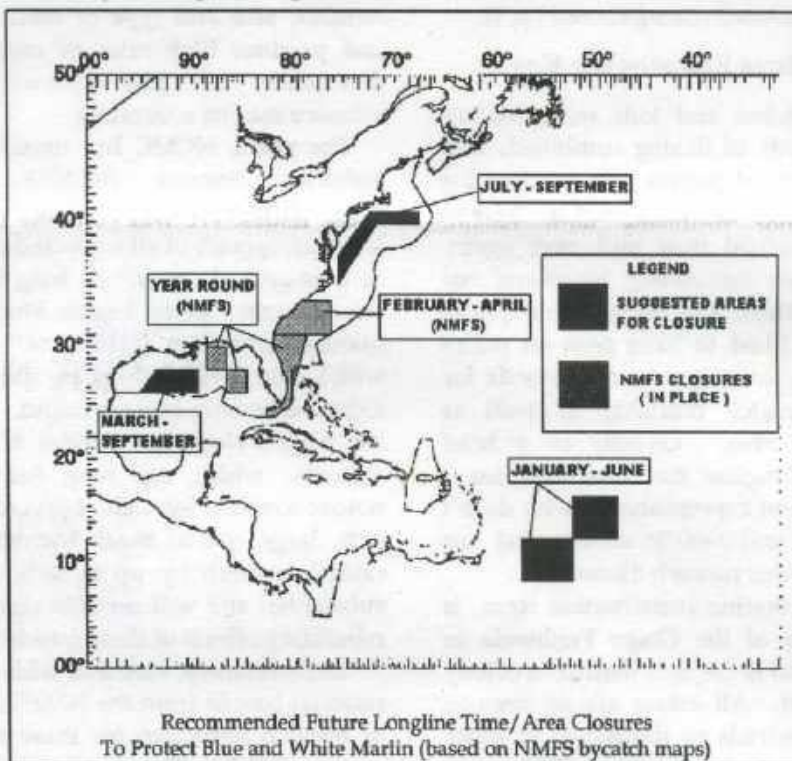 100° 90° 80° 70° 60° 50° 40°
50°
JULY - SEPTEMBER
40°
LEGEND
SUGGESTED AREAS
FOR CLOSURE
NMFS CLOSURES
( IN PLACE )
YEAR ROUND
(NMFS)
FEBRUARY - APRIL
(NMFS)
30°
MARCH -
SEPTEMBER
20°
JANUARY - JUNE
10°
00°
Recommended Future Longline Time/Area Closures
To Protect Blue and White Marlin (based on NMFS bycatch maps)